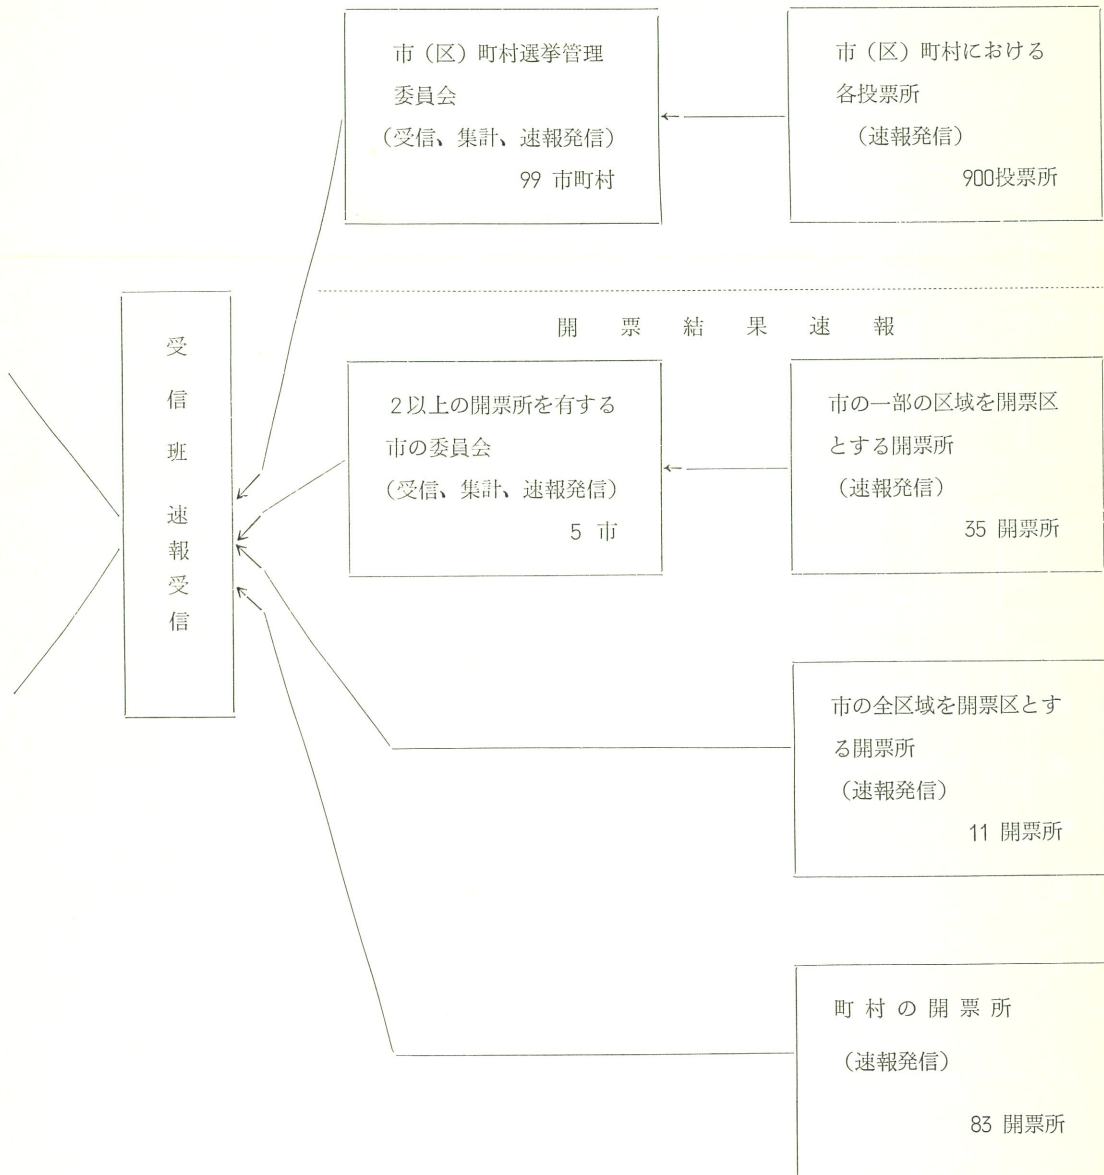 市（区）町村選挙管理
委員会
（受信、集計、速報発信）
99 市町村
市（区）町村における
各投票所
（速報発信）
900投票所
受信班 速報受信
開票結果速報
2以上の開票所を有する
市の委員会
（受信、集計、速報発信）
5 市
市の一部の区域を開票区
とする開票所
（速報発信）
35 開票所
市の全区域を開票区とす
る開票所
（速報発信）
11 開票所
町村の開票所
（速報発信）
83 開票所